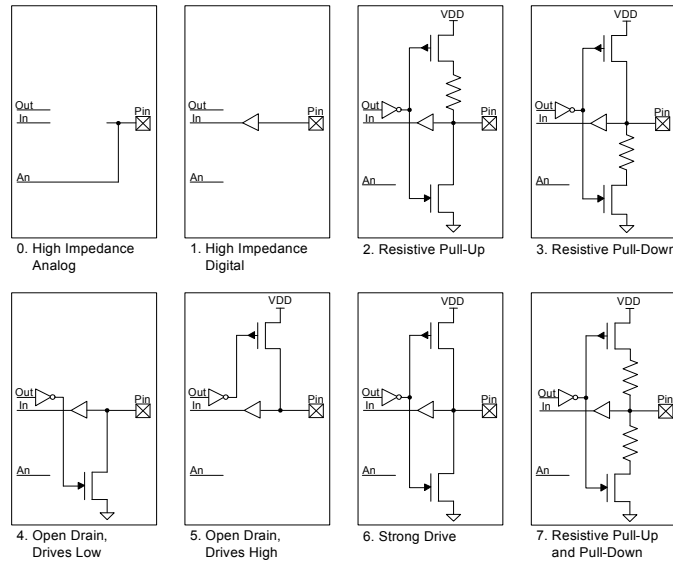 VDD
VDD
Out
In
Pin
An
Out
In
Pin
An
Out
In
Pin
An
Out
In
Pin
An
0. High Impedance
Analog
1. High Impedance
Digital
2. Resistive Pull-Up
3. Resistive Pull-Down
VDD
VDD
VDD
Out
In
Pin
An
Out
In
Pin
An
Out
In
Pin
An
Out
In
Pin
An
4. Open Drain,
Drives Low
5. Open Drain,
Drives High
6. Strong Drive
7. Resistive Pull-Up
and Pull-Down